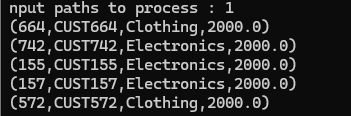 nput paths to process : 1
(664,CUST664,Clothing,2000.0)
(742,CUST742,Electronics,2000.0)
(155,CUST155,Electronics,2000.0)
(157,CUST157,Electronics,2000.0)
(572,CUST572,Clothing,2000.0)